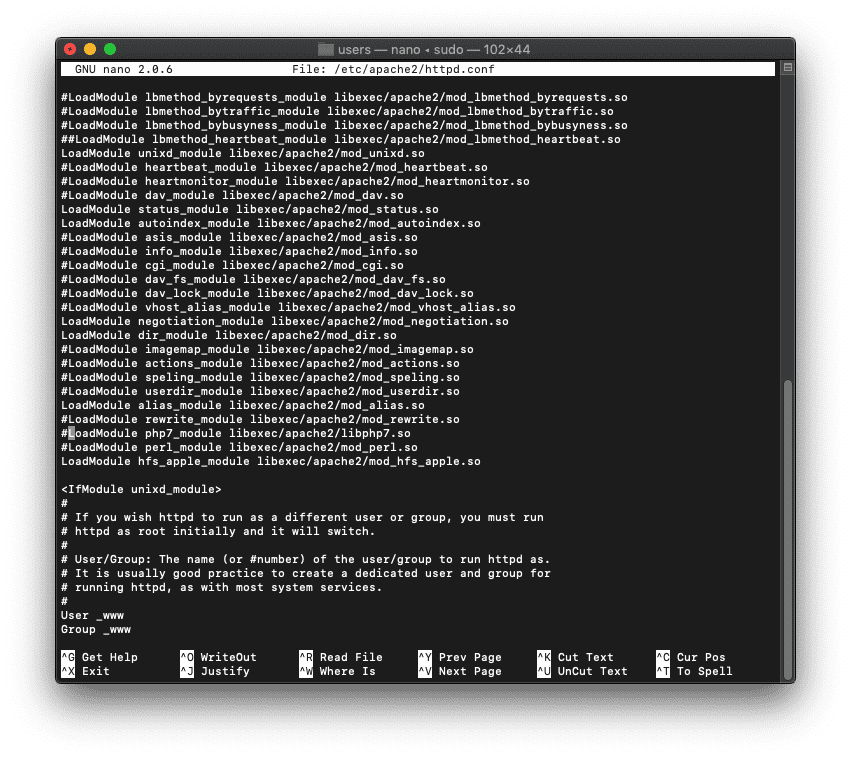 users — nano ◂ sudo — 102×44
GNU nano 2.0.6 File: /etc/apache2/httpd.conf
#LoadModule lbmethod_byrequests_module libexec/apache2/mod_lbmethod_byrequests.so
#LoadModule lbmethod_bytraffic_module libexec/apache2/mod_lbmethod_bytraffic.so
#LoadModule lbmethod_bybusyness_module libexec/apache2/mod_lbmethod_bybusyness.so
##LoadModule lbmethod_heartbeat_module libexec/apache2/mod_lbmethod_heartbeat.so
LoadModule unixd_module libexec/apache2/mod_unixd.so
#LoadModule heartbeat_module libexec/apache2/mod_heartbeat.so
#LoadModule heartmonitor_module libexec/apache2/mod_heartmonitor.so
#LoadModule dav_module libexec/apache2/mod_dav.so
LoadModule status_module libexec/apache2/mod_status.so
LoadModule autoindex_module libexec/apache2/mod_autoindex.so
#LoadModule asis_module libexec/apache2/mod_asis.so
#LoadModule info_module libexec/apache2/mod_info.so
#LoadModule cgi_module libexec/apache2/mod_cgi.so
#LoadModule dav_fs_module libexec/apache2/mod_dav_fs.so
#LoadModule dav_lock_module libexec/apache2/mod_dav_lock.so
#LoadModule vhost_alias_module libexec/apache2/mod_vhost_alias.so
LoadModule negotiation_module libexec/apache2/mod_negotiation.so
LoadModule dir_module libexec/apache2/mod_dir.so
#LoadModule imagemap_module libexec/apache2/mod_imagemap.so
#LoadModule actions_module libexec/apache2/mod_actions.so
#LoadModule speling_module libexec/apache2/mod_speling.so
#LoadModule userdir_module libexec/apache2/mod_userdir.so
LoadModule alias_module libexec/apache2/mod_alias.so
#LoadModule rewrite_module libexec/apache2/mod_rewrite.so
#LoadModule php7_module libexec/apache2/libphp7.so
#LoadModule perl_module libexec/apache2/mod_perl.so
LoadModule hfs_apple_module libexec/apache2/mod_hfs_apple.so
<IfModule unixd_module>
#
# If you wish httpd to run as a different user or group, you must run
# httpd as root initially and it will switch.
#
# User/Group: The name (or #number) of the user/group to run httpd as.
# It is usually good practice to create a dedicated user and group for
# running httpd, as with most system services.
#
User _www
Group _www
^G Get Help ^O WriteOut ^R Read File ^Y Prev Page ^K Cut Text ^C Cur Pos
^X Exit ^J Justify ^W Where Is ^V Next Page ^U UnCut Text ^T To Spell